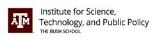 Institute for Science,
Technology, and Public Policy
THE BUSH SCHOOL